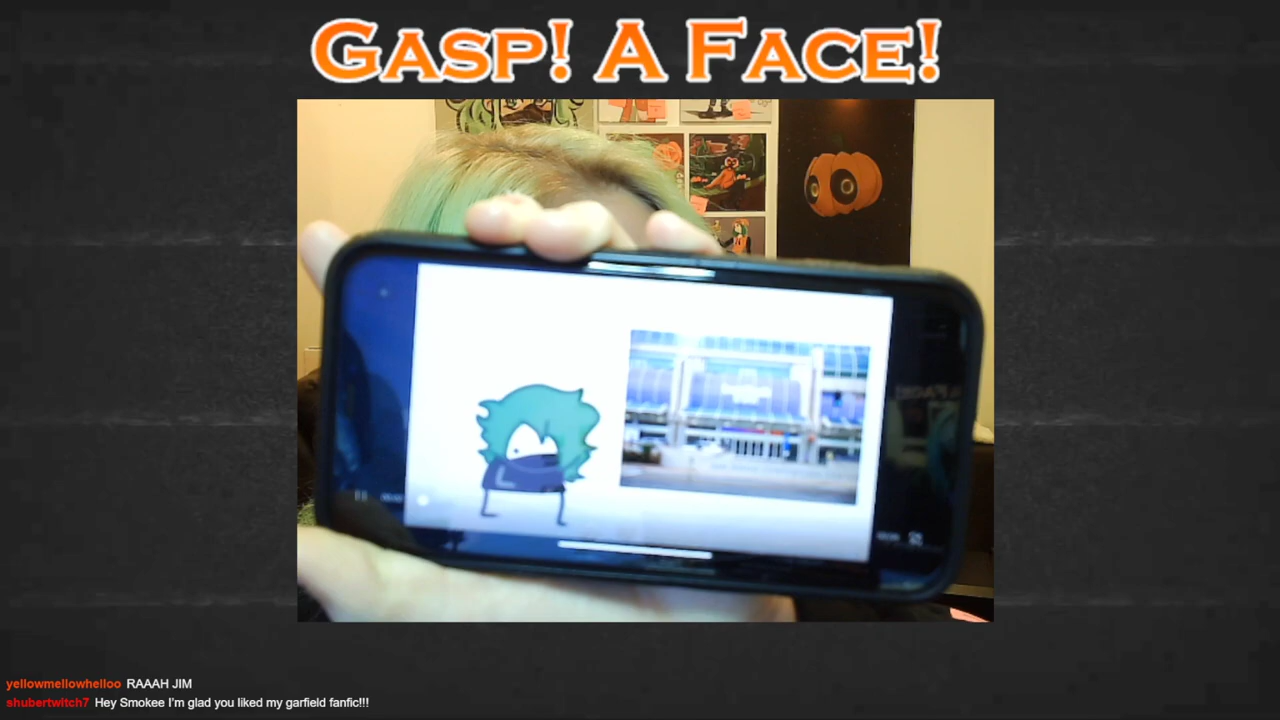 Gasp! A Face!
yellowmellowhelloo RAAAH JIM
shubertwitch7 Hey Smokee I'm glad you liked my garfield fanfic!!!